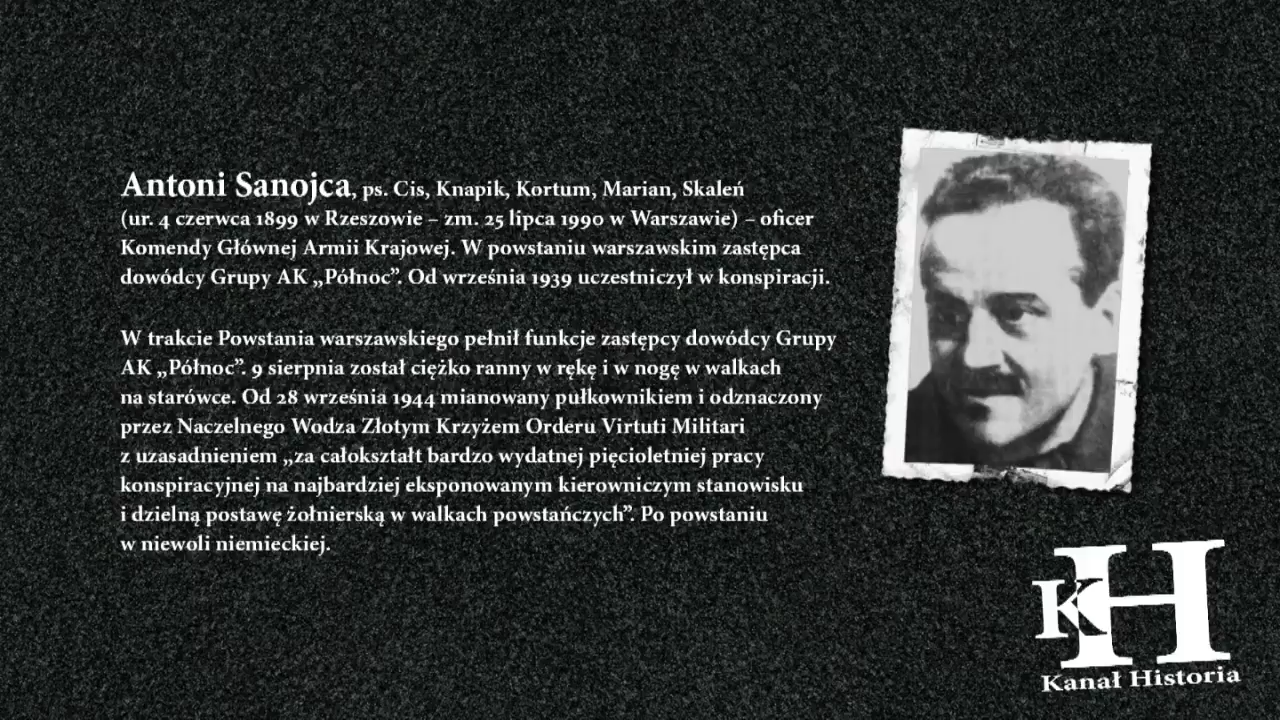 Antoni Sanojca, ps. Cis, Knapik, Kortum, Marian, Skaleń
(ur. 4 czerwca 1899 w Rzeszowie – zm. 25 lipca 1990 w Warszawie) – oficer
Komendy Głównej Armii Krajowej. W powstaniu warszawskim zastępca
dowódcy Grupy AK „Północ”. Od września 1939 uczestniczył w konspiracji.
W trakcie Powstania warszawskiego pełnił funkcje zastępcy dowódcy Grupy
AK „Północ”. 9 sierpnia został ciężko ranny w rękę i w nogę w walkach
na starówce. Od 28 września 1944 mianowany pułkownikiem i odznaczony
przez Naczelnego Wodza Złotym Krzyżem Orderu Virtuti Militari
z uzasadnieniem „za całokształt bardzo wydatnej pięcioletniej pracy
konspiracyjnej na najbardziej eksponowanym kierowniczym stanowisku
i dzielną postawę żołnierską w walkach powstańczych”. Po powstaniu
w niewoli niemieckiej.
KH
Kanał Historia